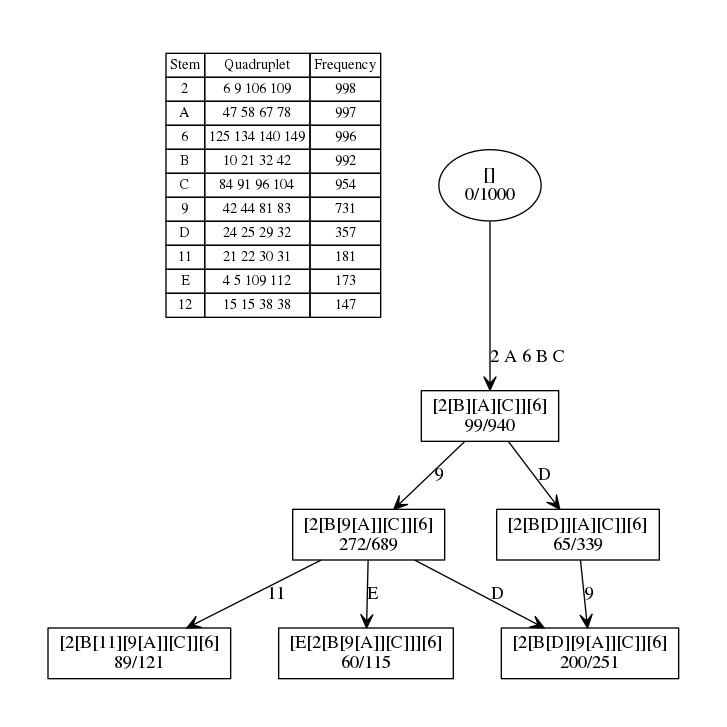 Stem Quadruplet Frequency
2 6 9 106 109 998
A 47 58 67 78 997
6 125 134 140 149 996
B 10 21 32 42 992
C 84 91 96 104 954
9 42 44 81 83 731
D 24 25 29 32 357
11 21 22 30 31 181
E 4 5 109 112 173
12 15 15 38 38 147
[]
0/1000
2 A 6 B C
[2[B][A][C]][6]
99/940
9 D
[2[B[9[A]][C]][6]
272/689
[2[B[D]][A][C]][6]
65/339
11 E D 9
[2[B[11][9[A]][C]][6]
89/121
[E[2[B[9[A]][C]]][6]
60/115
[2[B[D][9[A]][C]][6]
200/251